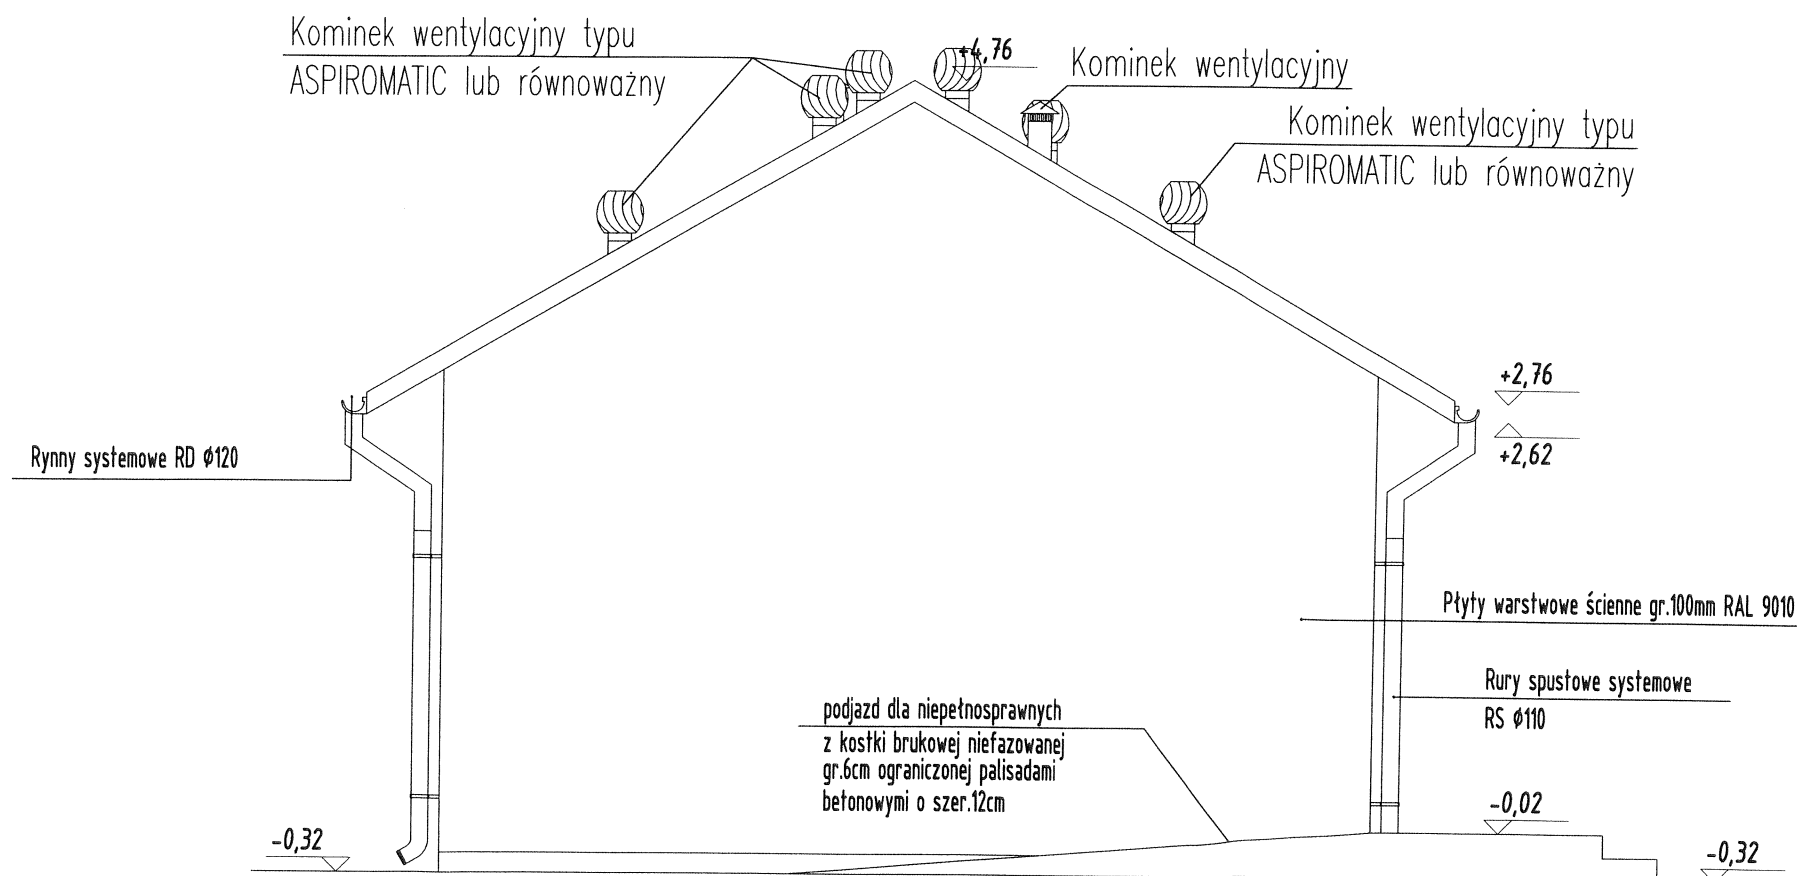 Kominek wentylacyjny typu
ASPIROMATIC lub równoważny
+4,76
Kominek wentylacyjny
Kominek wentylacyjny typu
ASPIROMATIC lub równoważny
+2,76
+2,62
Rynny systemowe RD Ø120
Płyty warstwowe ścienne gr.100mm RAL 9010
Rury spustowe systemowe
RS Ø110
podjazd dla niepełnosprawnych
z kostki brukowej niefazowanej
gr.6cm ograniczonej palisadami
betonowymi o szer.12cm
-0,02
-0,32
-0,32